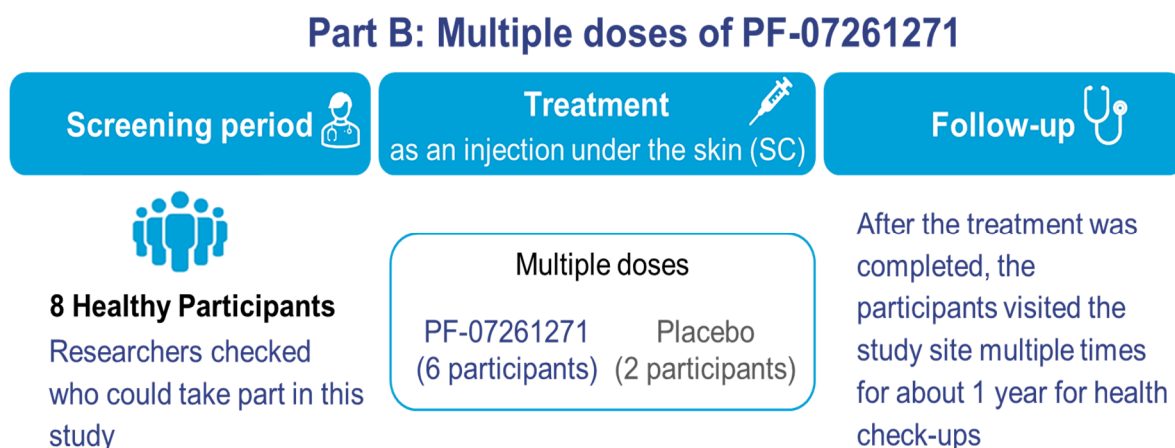 Part B: Multiple doses of PF-07261271
Screening period
Treatment
as an injection under the skin (SC)
Follow-up
8 Healthy Participants
Researchers checked
who could take part in this
study
Multiple doses
PF-07261271
(6 participants)
Placebo
(2 participants)
After the treatment was
completed, the
participants visited the
study site multiple times
for about 1 year for health
check-ups